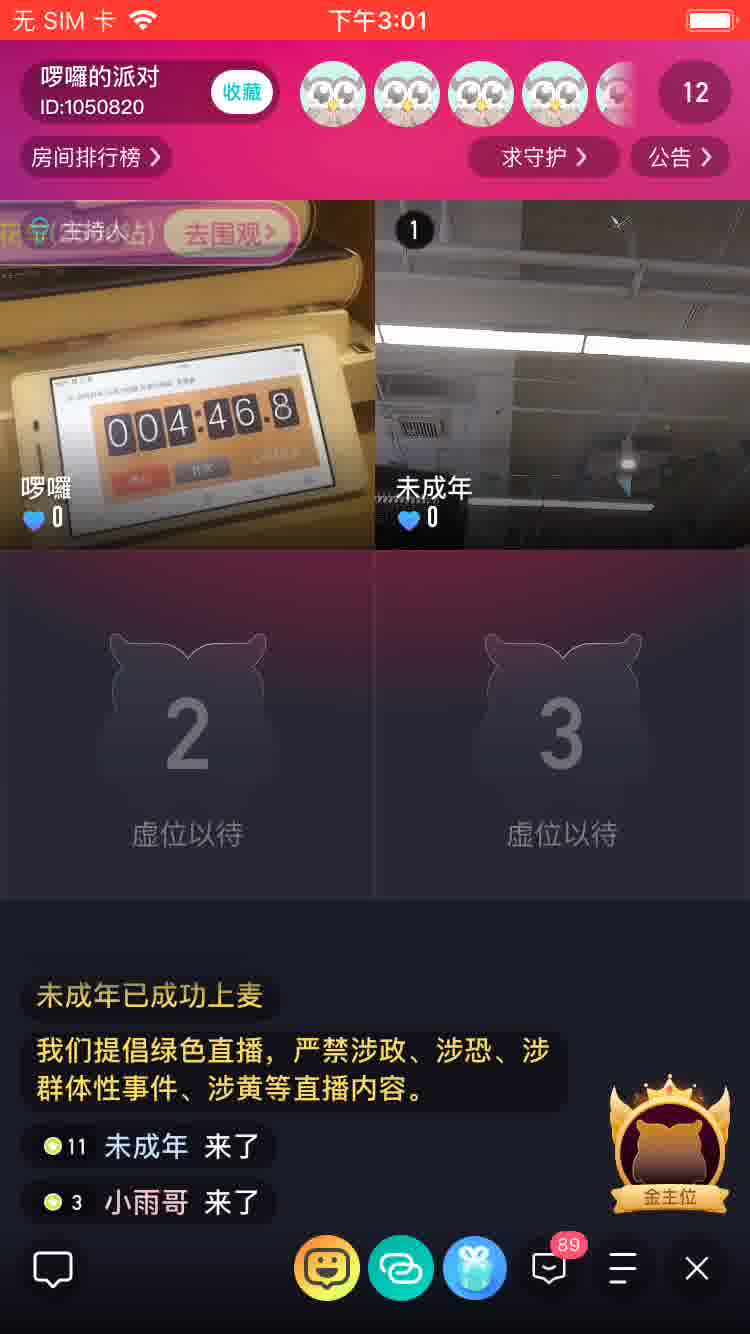 无 SIM 卡
下午3:01
啰囉的派对
ID:1050820
收藏
12
房间排行榜
求守护
公告
主持人
去围观
1
004:46.8
啰囉
0
未成年
0
2
3
虚位以待
虚位以待
未成年已成功上麦
我们提倡绿色直播，严禁涉政、涉恐、涉
群体性事件、涉黄等直播内容。
11 未成年 来了
3 小雨哥 来了
金主位
89